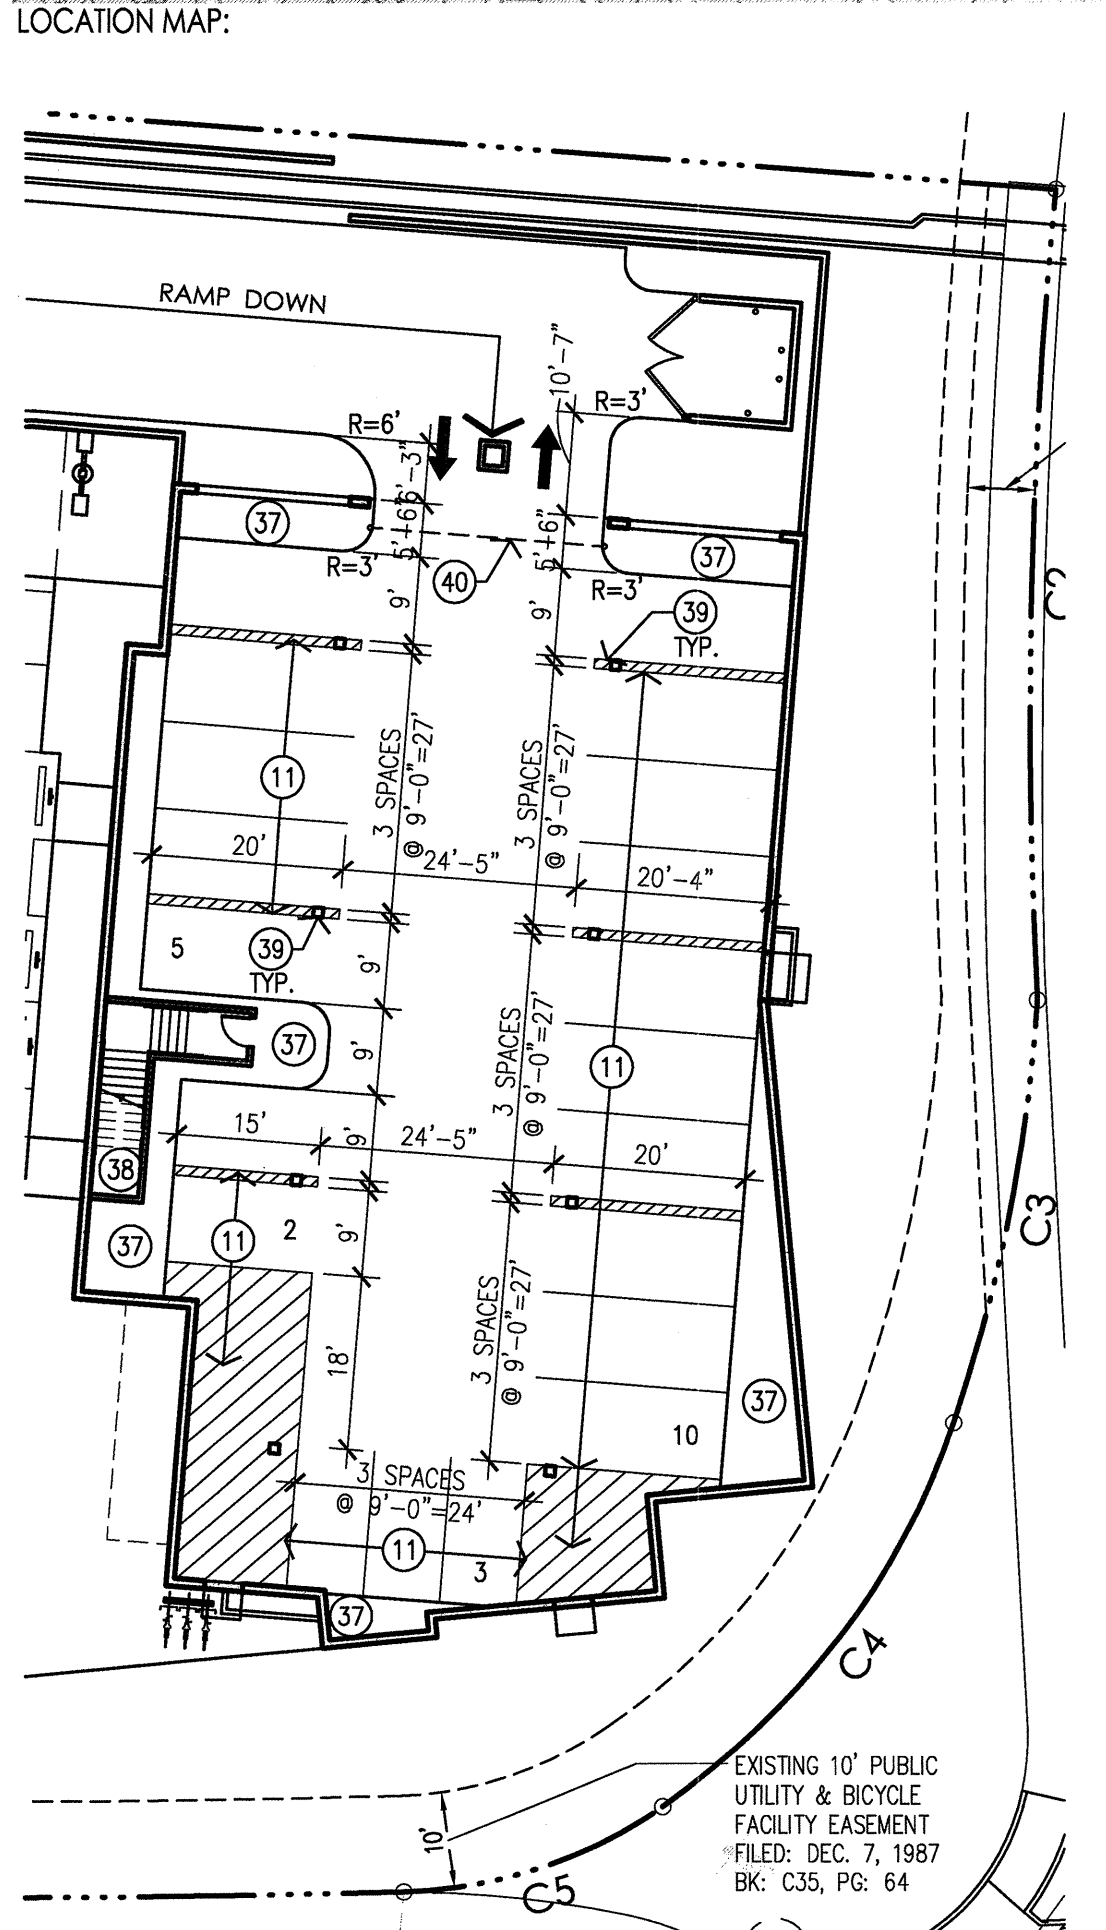 LOCATION MAP:
RAMP DOWN
10'-7"
R=3'
R=6'
6'-3"
37
5'+6"
5'+6"
37
R=3'
40
R=3'
C2
9'
9'
39
TYP.
11
3 SPACES
@ 9'-0"=27'
3 SPACES
@ 9'-0"=27'
20'
24'-5"
20'-4"
5
39
TYP.
9'
37
9'
3 SPACES
@ 9'-0"=27'
11
15'
9'
24'-5"
20'
38
37
11
2
9'
C3
18'
3 SPACES
@ 9'-0"=27'
37
10
3 SPACES
@ 9'-0"=24'
11
3
37
C4
EXISTING 10' PUBLIC
UTILITY & BICYCLE
FACILITY EASEMENT
FILED: DEC. 7, 1987
BK: C35, PG: 64
10'
C5